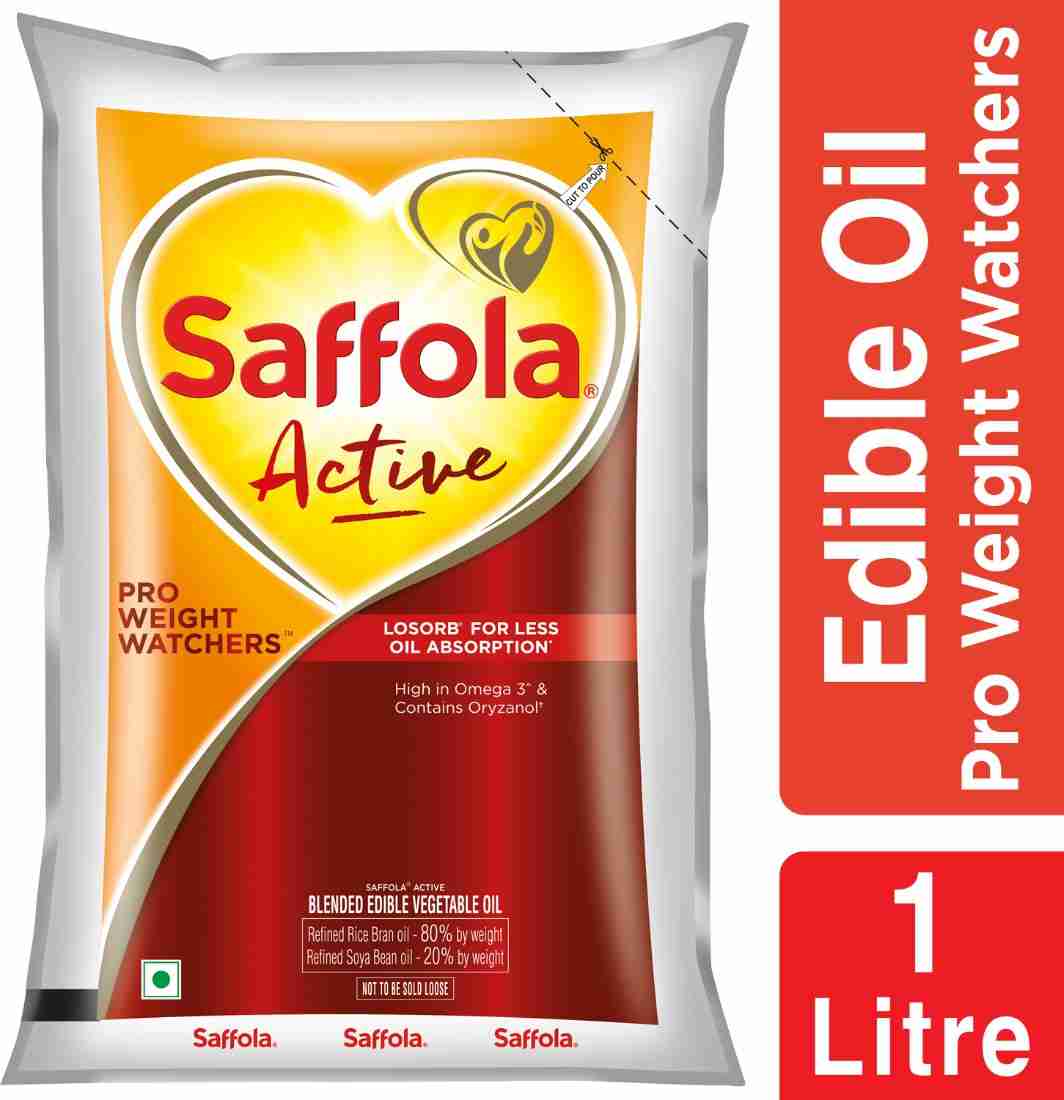 CUT TO POUR
Saffola®
Active
PRO
WEIGHT
WATCHERS™
LOSORB® FOR LESS
OIL ABSORPTION*
High in Omega 3^ &
Contains Oryzanol†
SAFFOLA® ACTIVE
BLENDED EDIBLE VEGETABLE OIL
Refined Rice Bran oil - 80% by weight
Refined Soya Bean oil - 20% by weight
NOT TO BE SOLD LOOSE
Saffola® Saffola® Saffola®
Edible Oil
Pro Weight Watchers
1
Litre